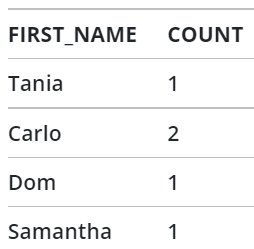 FIRST_NAME COUNT
Tania 1
Carlo 2
Dom 1
Samantha 1